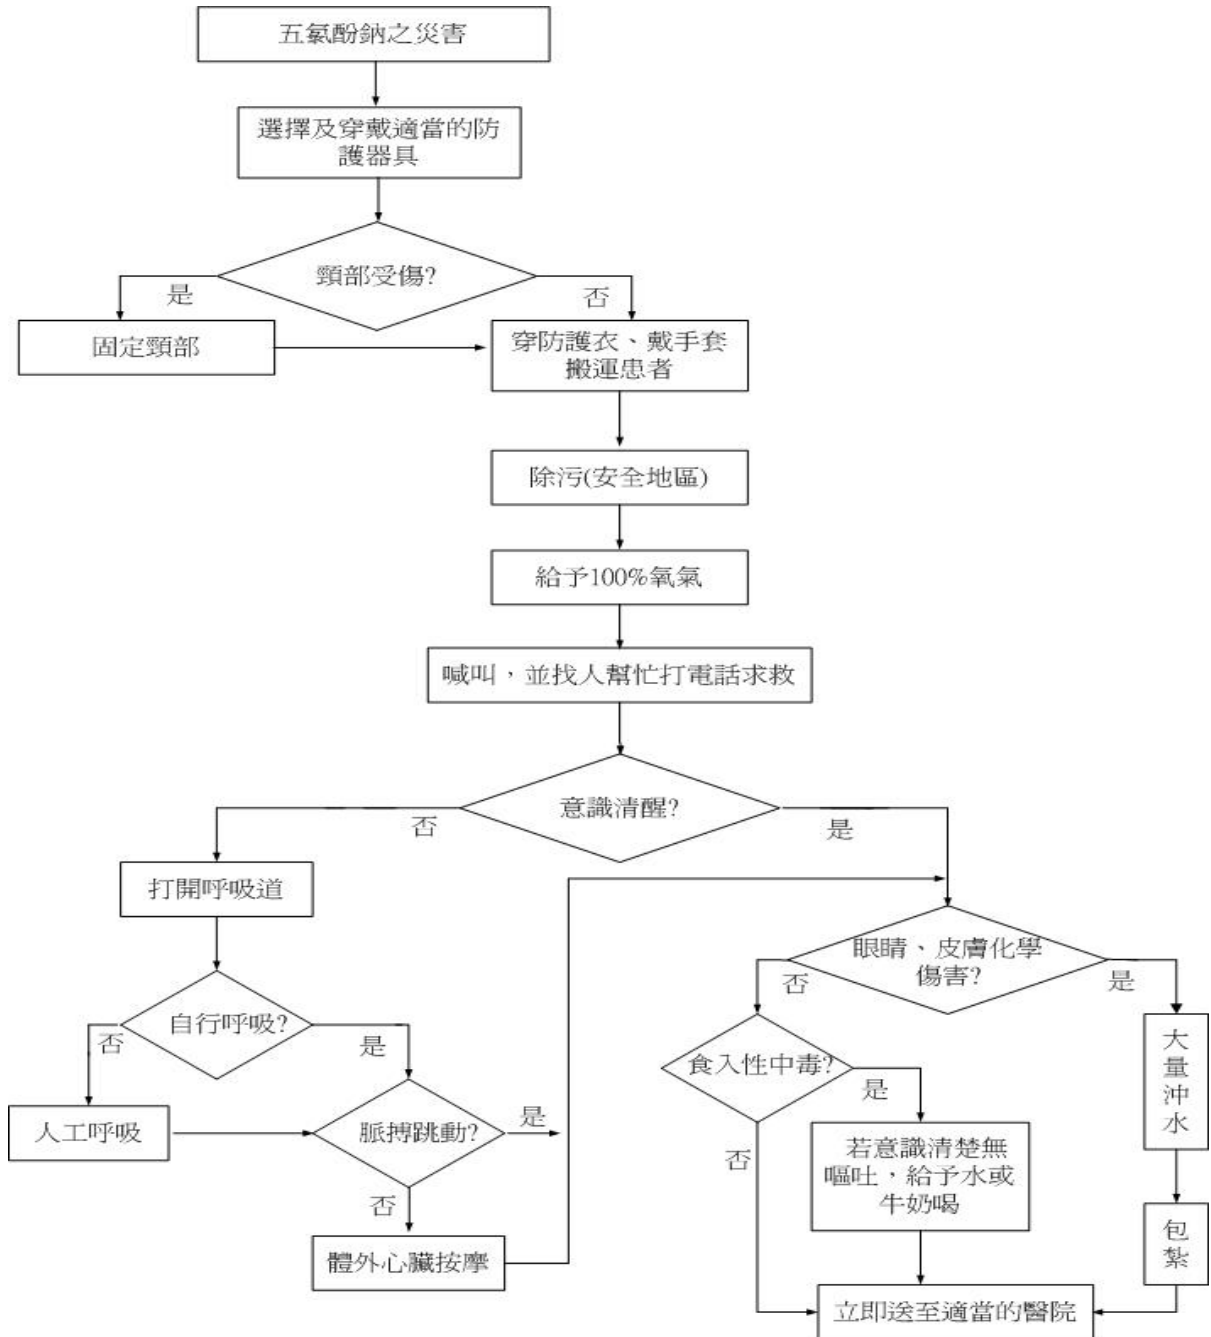 五氯酚鈉之災害
選擇及穿戴適當的防
護器具
頸部受傷?
是
否
固定頸部
穿防護衣、戴手套
搬運患者
除污(安全地區)
給予100%氧氣
喊叫，並找人幫忙打電話求救
意識清醒?
否
是
打開呼吸道
眼睛、皮膚化學
傷害?
否
是
自行呼吸?
否
是
食入性中毒?
是
否
大
量
沖
水
人工呼吸
脈搏跳動?
是
否
若意識清楚無
嘔吐，給予水或
牛奶喝
包
紮
體外心臟按摩
立即送至適當的醫院